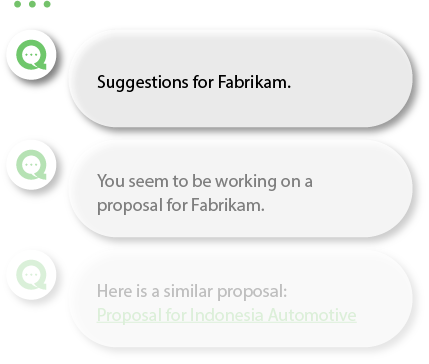 Suggestions for Fabrikam.
You seem to be working on a
proposal for Fabrikam.
Here is a similar proposal:
Proposal for Indonesia Automotive